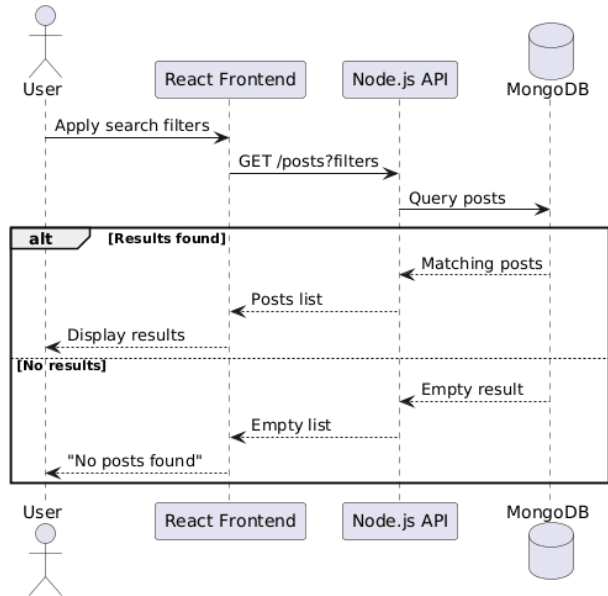 User
React Frontend
Node.js API
MongoDB
Apply search filters
GET /posts?filters
Query posts
alt
[Results found]
Matching posts
Posts list
Display results
[No results]
Empty result
Empty list
"No posts found"
User
React Frontend
Node.js API
MongoDB